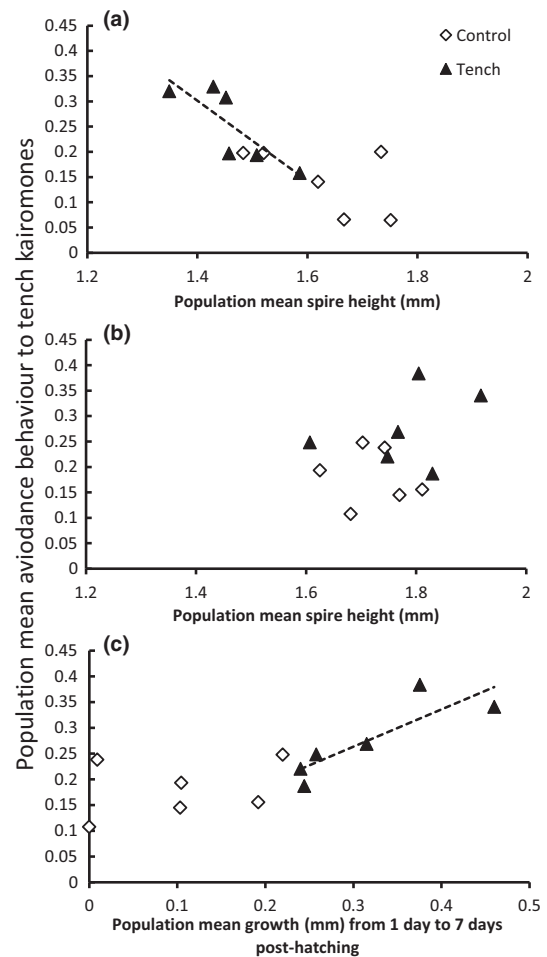 Population mean aviodance behaviour to tench kairomones
(a)
Control
Tench
0.45
0.4
0.35
0.3
0.25
0.2
0.15
0.1
0.05
0
1.2 1.4 1.6 1.8 2
Population mean spire height (mm)
(b)
0.45
0.4
0.35
0.3
0.25
0.2
0.15
0.1
0.05
0
1.2 1.4 1.6 1.8 2
Population mean spire height (mm)
(c)
0.45
0.4
0.35
0.3
0.25
0.2
0.15
0.1
0.05
0
0 0.1 0.2 0.3 0.4 0.5
Population mean growth (mm) from 1 day to 7 days
post-hatching